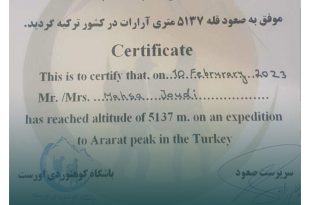 موفق به صعود قله ۵۱۳۷ متری آرارات در کشور ترکیه گردید.
Certificate
This is to certify that, on...10.Februrary...2023
Mr. /Mrs. ....Mahsa Joudi....................
has reached altitude of 5137 m. on an expedition
to Ararat peak in the Turkey
سرپرست صعود
باشگاه کوهنوردی اورست